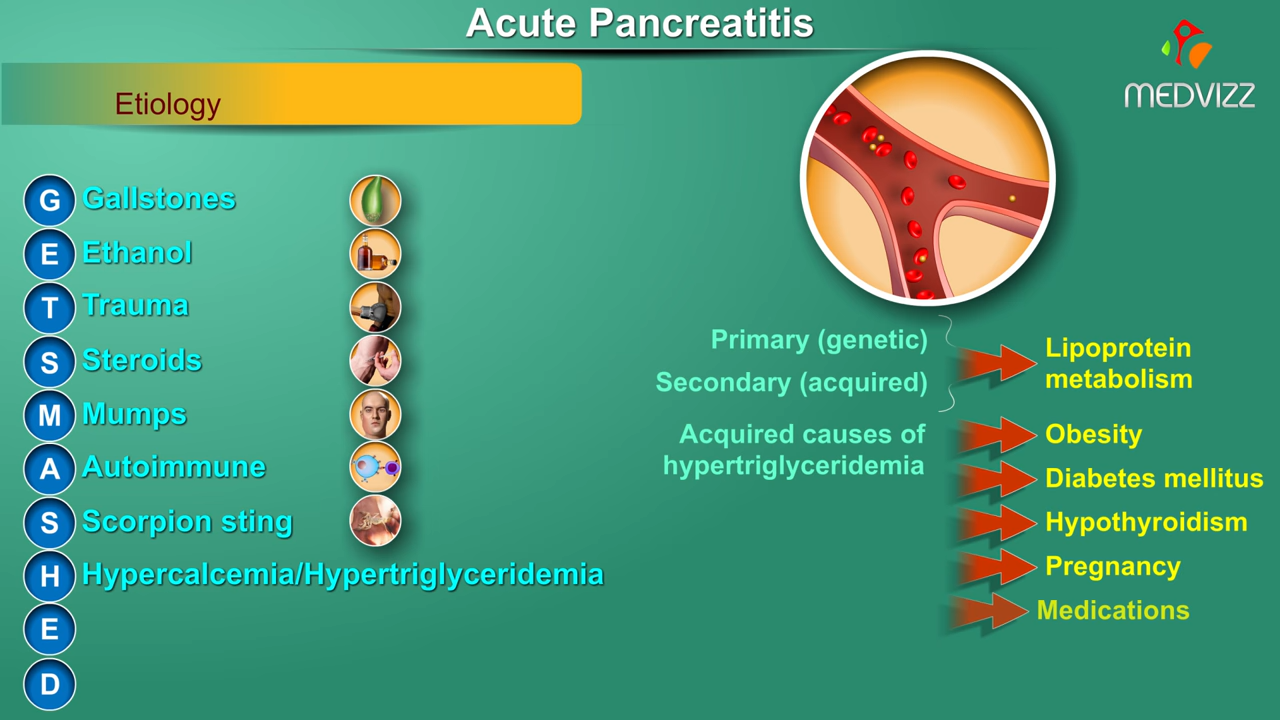 Acute Pancreatitis
MEDVIZZ
Etiology
G Gallstones
E Ethanol
T Trauma
S Steroids
M Mumps
A Autoimmune
S Scorpion sting
H Hypercalcemia/Hypertriglyceridemia
E
D
Primary (genetic)
Secondary (acquired)
Lipoprotein
metabolism
Acquired causes of
hypertriglyceridemia
Obesity
Diabetes mellitus
Hypothyroidism
Pregnancy
Medications